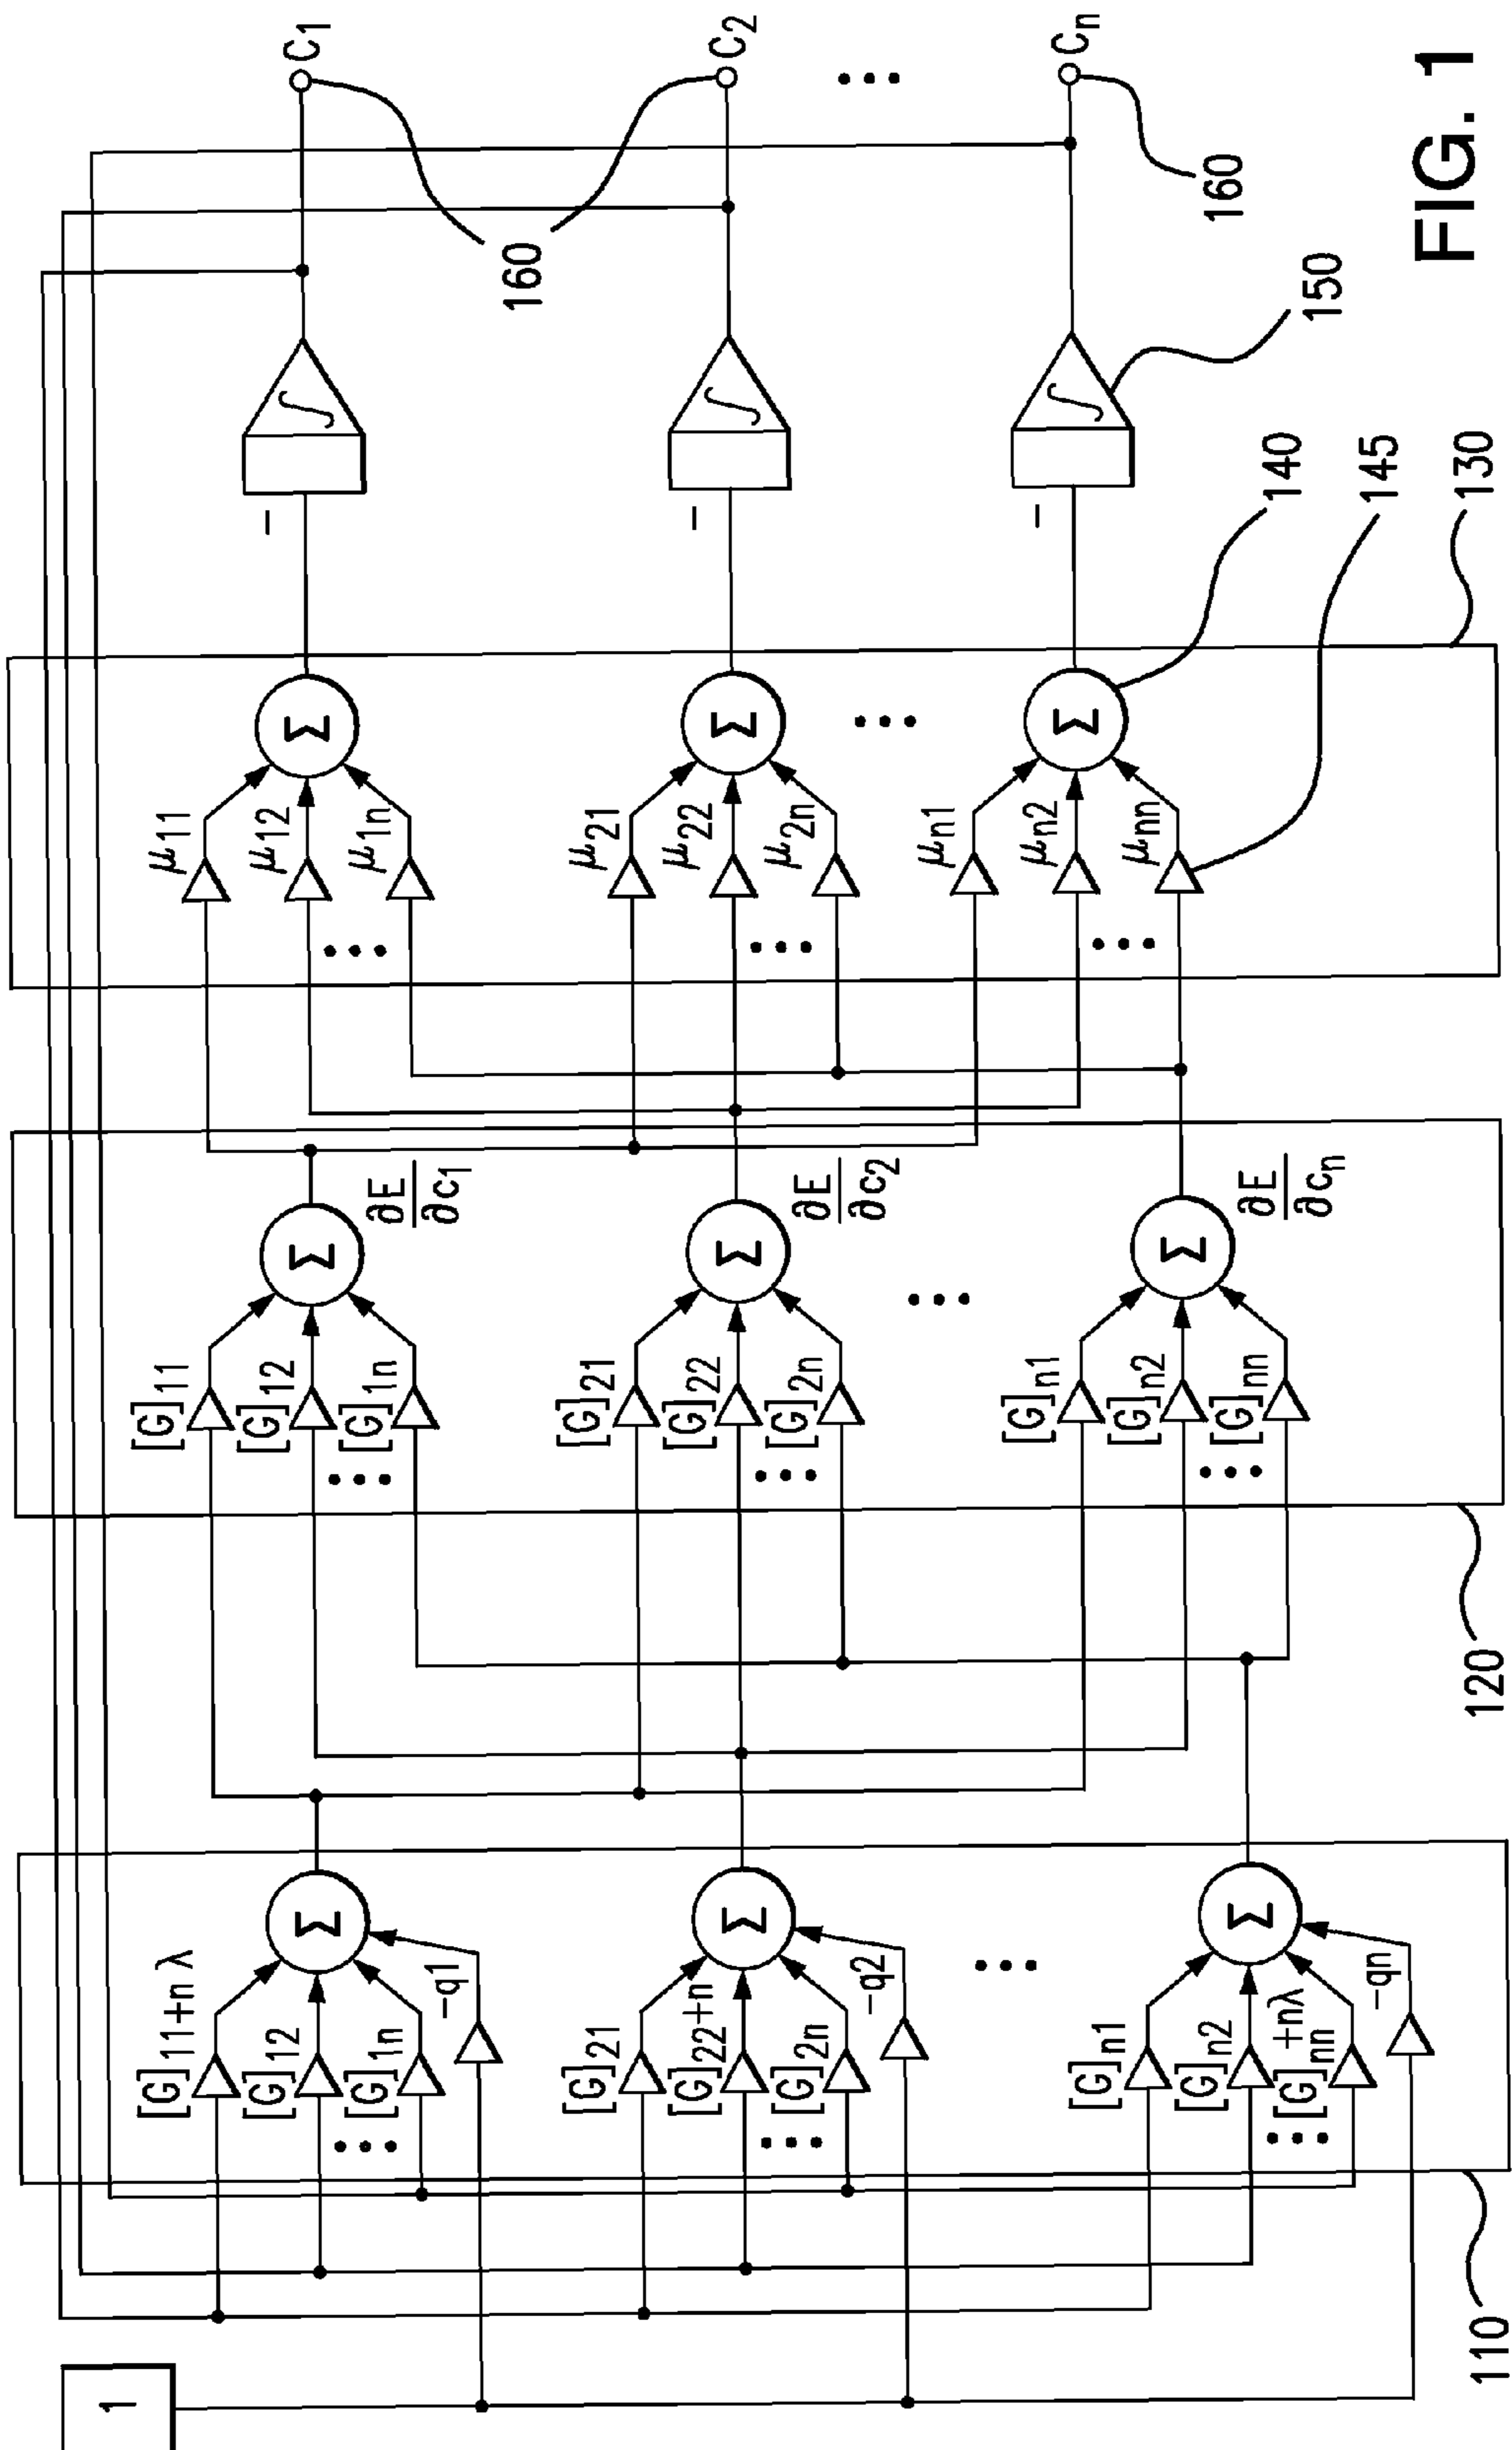 1
[G]11+n λ
[G]12
[G]1n
-q1
Σ
[G]21
[G]22+n
[G]2n
-q2
Σ
[G]n1
[G]n2
[G]nn+nλ
-qn
Σ
110
[G]11
[G]12
[G]1n
Σ
∂E
∂c1
[G]21
[G]22
[G]2n
Σ
∂E
∂c2
[G]n1
[G]n2
[G]nn
Σ
∂E
∂cn
120
μ11
μ12
μ1n
Σ
μ21
μ22
μ2n
Σ
μn1
μn2
μnn
Σ
130
140
145
-
∫
-
∫
-
∫
150
160
160
C1
C2
Cn
FIG. 1